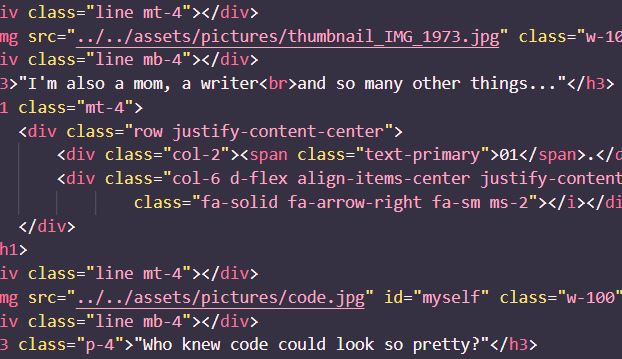 iv class="line mt-4"></div>
mg src="../../assets/pictures/thumbnail_IMG_1973.jpg" class="w-100
iv class="line mb-4"></div>
3>"I'm also a mom, a writer<br>and so many other things..."</h3>
1 class="mt-4">
<div class="row justify-content-center">
<div class="col-2"><span class="text-primary">01</span>.</d
<div class="col-6 d-flex align-items-center justify-content
class="fa-solid fa-arrow-right fa-sm ms-2"></i></di
</div>
h1>
iv class="line mt-4"></div>
mg src="../../assets/pictures/code.jpg" id="myself" class="w-100"
iv class="line mb-4"></div>
3 class="p-4">"Who knew code could look so pretty?"</h3>